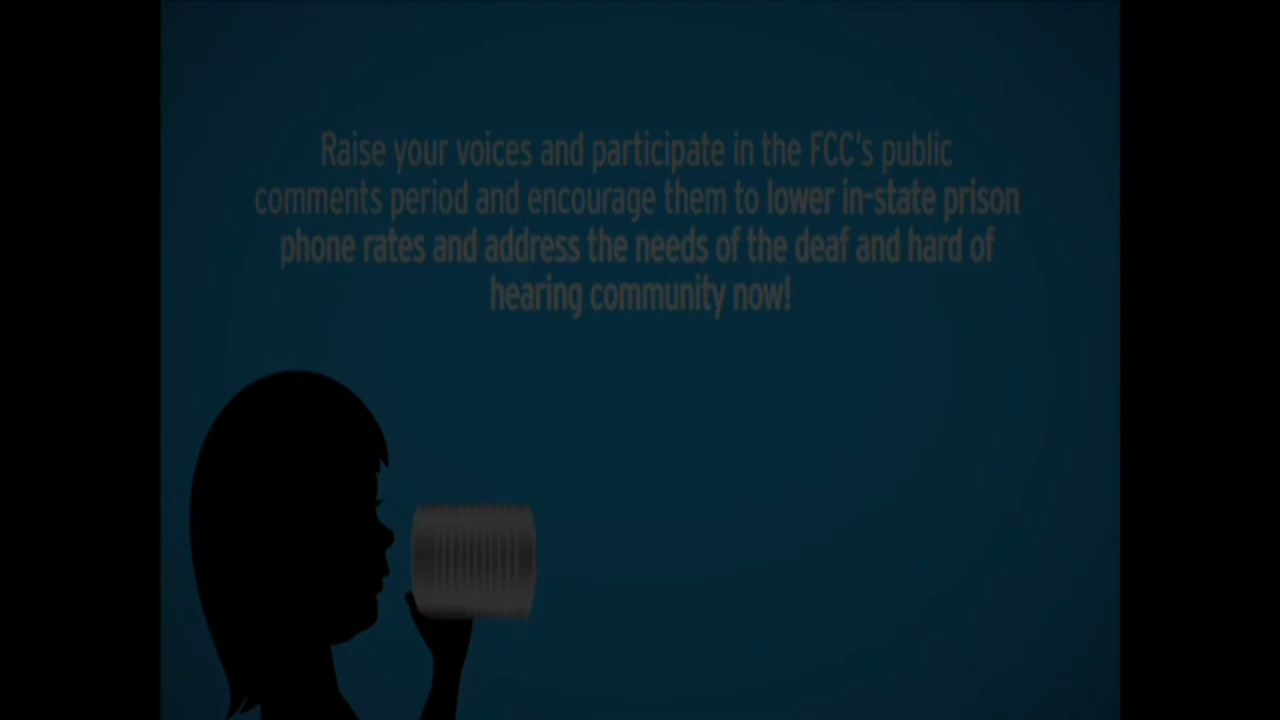 Raise your voices and participate in the FCC's public
comments period and encourage them to lower in-state prison
phone rates and address the needs of the deaf and hard of
hearing community now!